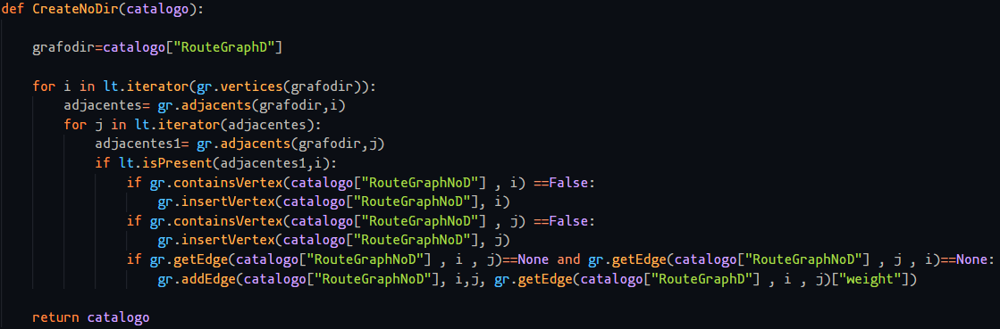 def CreateNoDir(catalogo):
grafodir=catalogo["RouteGraphD"]
for i in lt.iterator(gr.vertices(grafodir)):
adjacentes= gr.adjacents(grafodir,i)
for j in lt.iterator(adjacentes):
adjacentes1= gr.adjacents(grafodir,j)
if lt.isPresent(adjacentes1,i):
if gr.containsVertex(catalogo["RouteGraphNoD"] , i) ==False:
gr.insertVertex(catalogo["RouteGraphNoD"], i)
if gr.containsVertex(catalogo["RouteGraphNoD"] , j) ==False:
gr.insertVertex(catalogo["RouteGraphNoD"], j)
if gr.getEdge(catalogo["RouteGraphNoD"] , i , j)==None and gr.getEdge(catalogo["RouteGraphNoD"] , j , i)==None:
gr.addEdge(catalogo["RouteGraphNoD"], i,j, gr.getEdge(catalogo["RouteGraphD"] , i , j)["weight"])
return catalogo